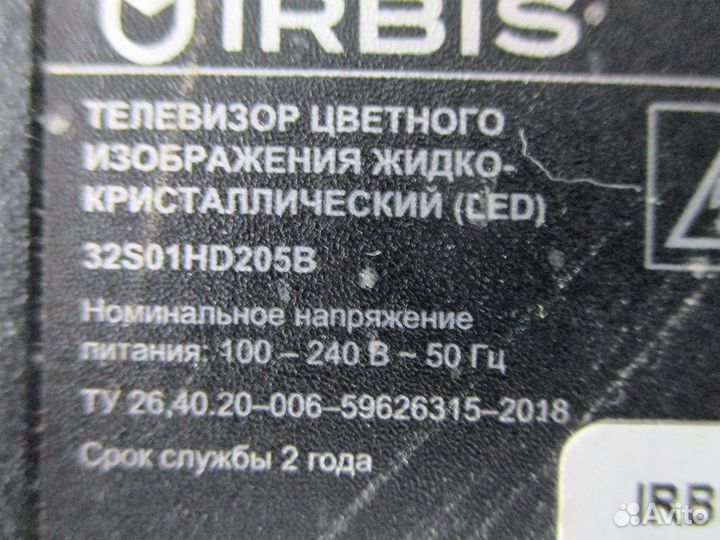 IRBIS
ТЕЛЕВИЗОР ЦВЕТНОГО
ИЗОБРАЖЕНИЯ ЖИДКО-
КРИСТАЛЛИЧЕСКИЙ (LED)
32S01HD205B
Номинальное напряжение
питания: 100 – 240 В ~ 50 Гц
ТУ 26,40.20–006–59626315–2018
Срок службы 2 года
IRB
Avito